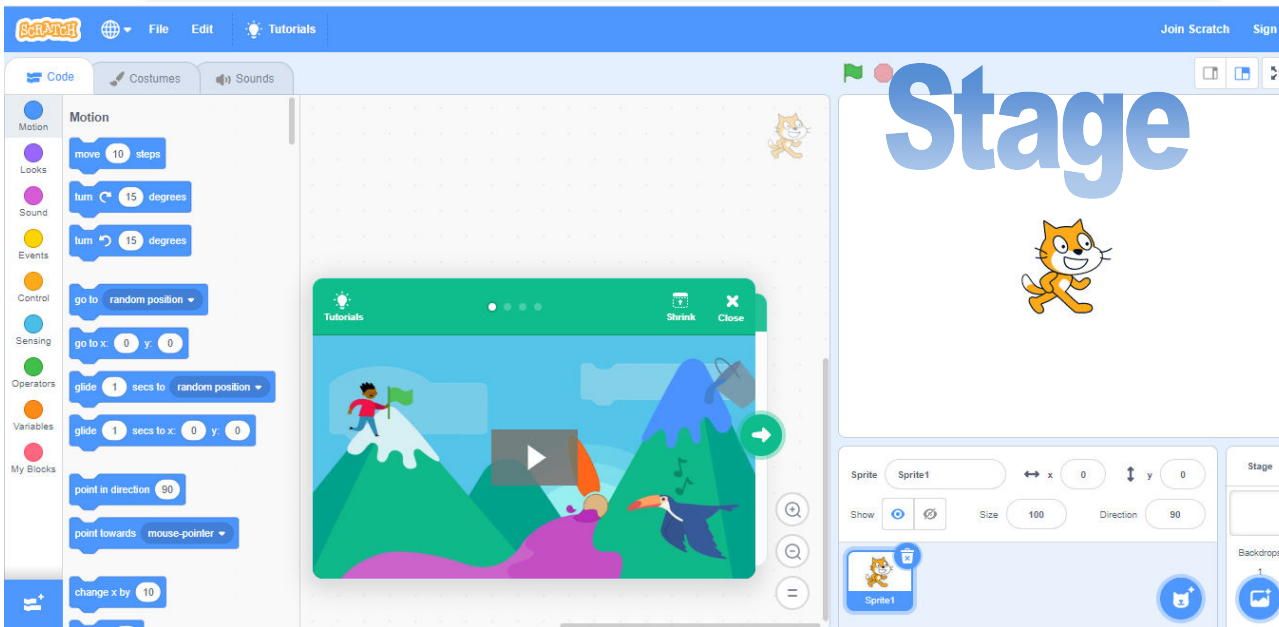 SCRATCH File Edit Tutorials Join Scratch Sign
Code Costumes Sounds
Stage
Motion
Looks
Sound
Events
Control
Sensing
Operators
Variables
My Blocks
Motion
move 10 steps
turn 15 degrees
turn 15 degrees
go to random position
go to x: 0 y: 0
glide 1 secs to random position
glide 1 secs to x: 0 y: 0
point in direction 90
point towards mouse-pointer
change x by 10
Tutorials Shrink Close
Sprite Sprite1 x 0 y 0
Show Size 100 Direction 90
Sprite1
Stage
Backdrops
1